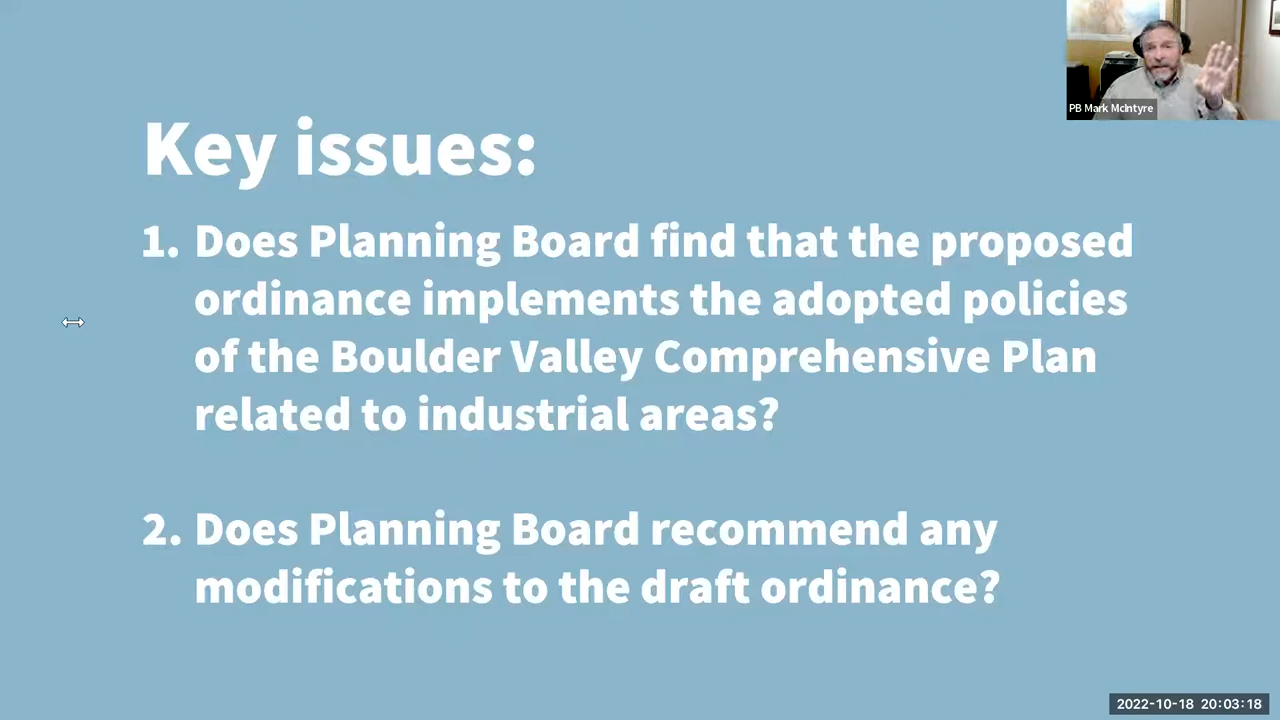 PB Mark McIntyre
Key issues:
1. Does Planning Board find that the proposed
ordinance implements the adopted policies
of the Boulder Valley Comprehensive Plan
related to industrial areas?
2. Does Planning Board recommend any
modifications to the draft ordinance?
2022-10-18 20:03:18